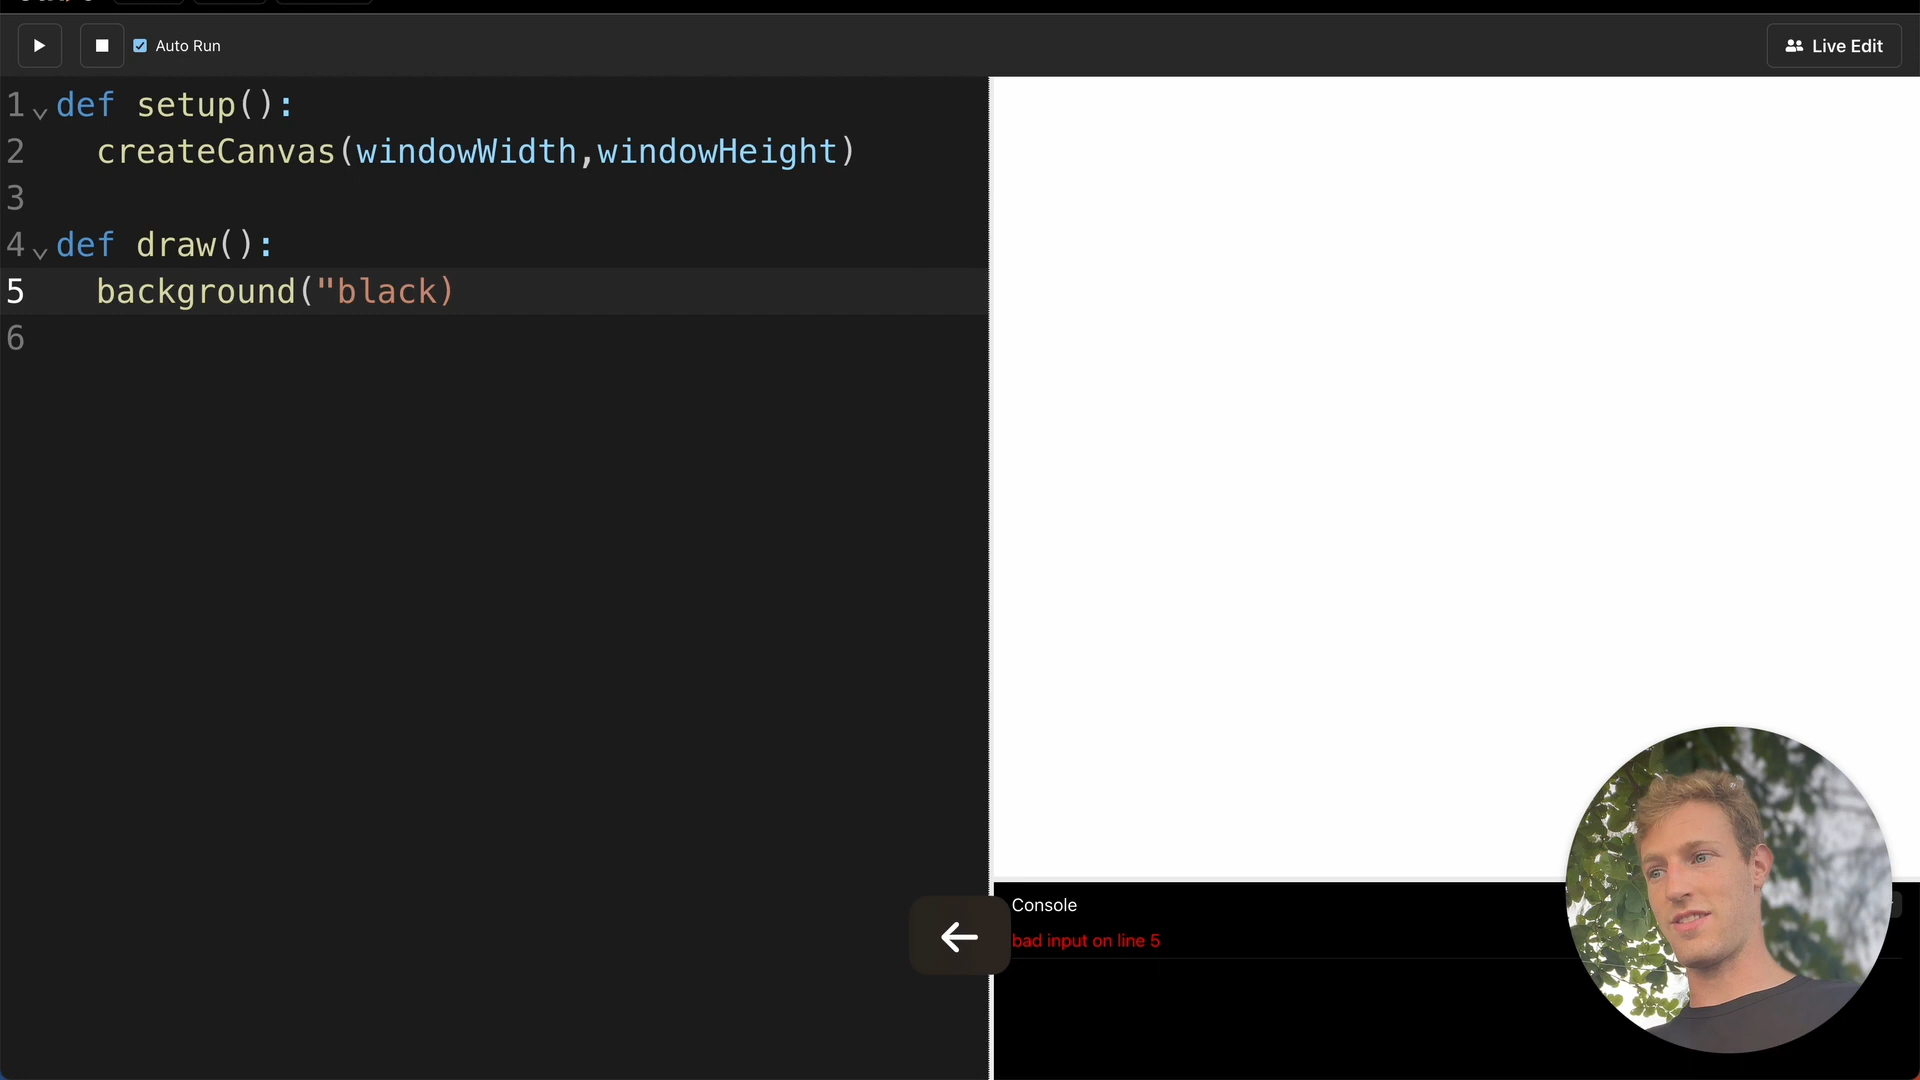 Auto Run
Live Edit
1 def setup():
2 createCanvas(windowWidth,windowHeight)
3
4 def draw():
5 background("black)
6
Console
bad input on line 5